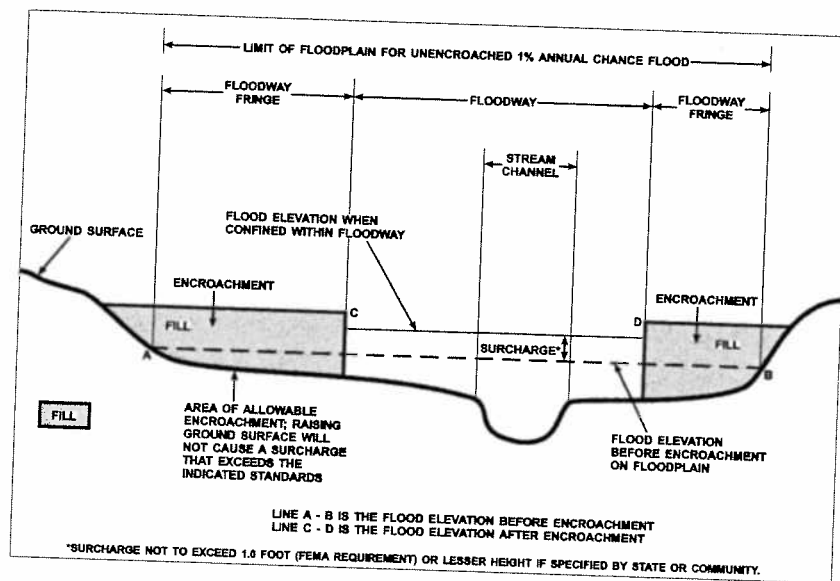 LIMIT OF FLOODPLAIN FOR UNENCROACHED 1% ANNUAL CHANCE FLOOD
FLOODWAY
FRINGE
FLOODWAY
FLOODWAY
FRINGE
STREAM
CHANNEL
FLOOD ELEVATION WHEN
CONFINED WITHIN FLOODWAY
GROUND SURFACE
ENCROACHMENT
ENCROACHMENT
C
D
FILL
FILL
SURCHARGE*
A
B
FILL
AREA OF ALLOWABLE
ENCROACHMENT; RAISING
GROUND SURFACE WILL
NOT CAUSE A SURCHARGE
THAT EXCEEDS THE
INDICATED STANDARDS
FLOOD ELEVATION
BEFORE ENCROACHMENT
ON FLOODPLAIN
LINE A - B IS THE FLOOD ELEVATION BEFORE ENCROACHMENT
LINE C - D IS THE FLOOD ELEVATION AFTER ENCROACHMENT
*SURCHARGE NOT TO EXCEED 1.0 FOOT (FEMA REQUIREMENT) OR LESSER HEIGHT IF SPECIFIED BY STATE OR COMMUNITY.